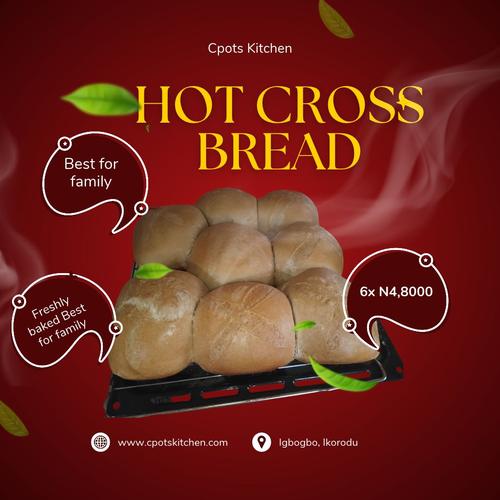 Cpots Kitchen
HOT CROSS
BREAD
Best for
family
6x N4,8000
Freshly
baked Best
for family
www.cpotskitchen.com
Igbogbo, Ikorodu